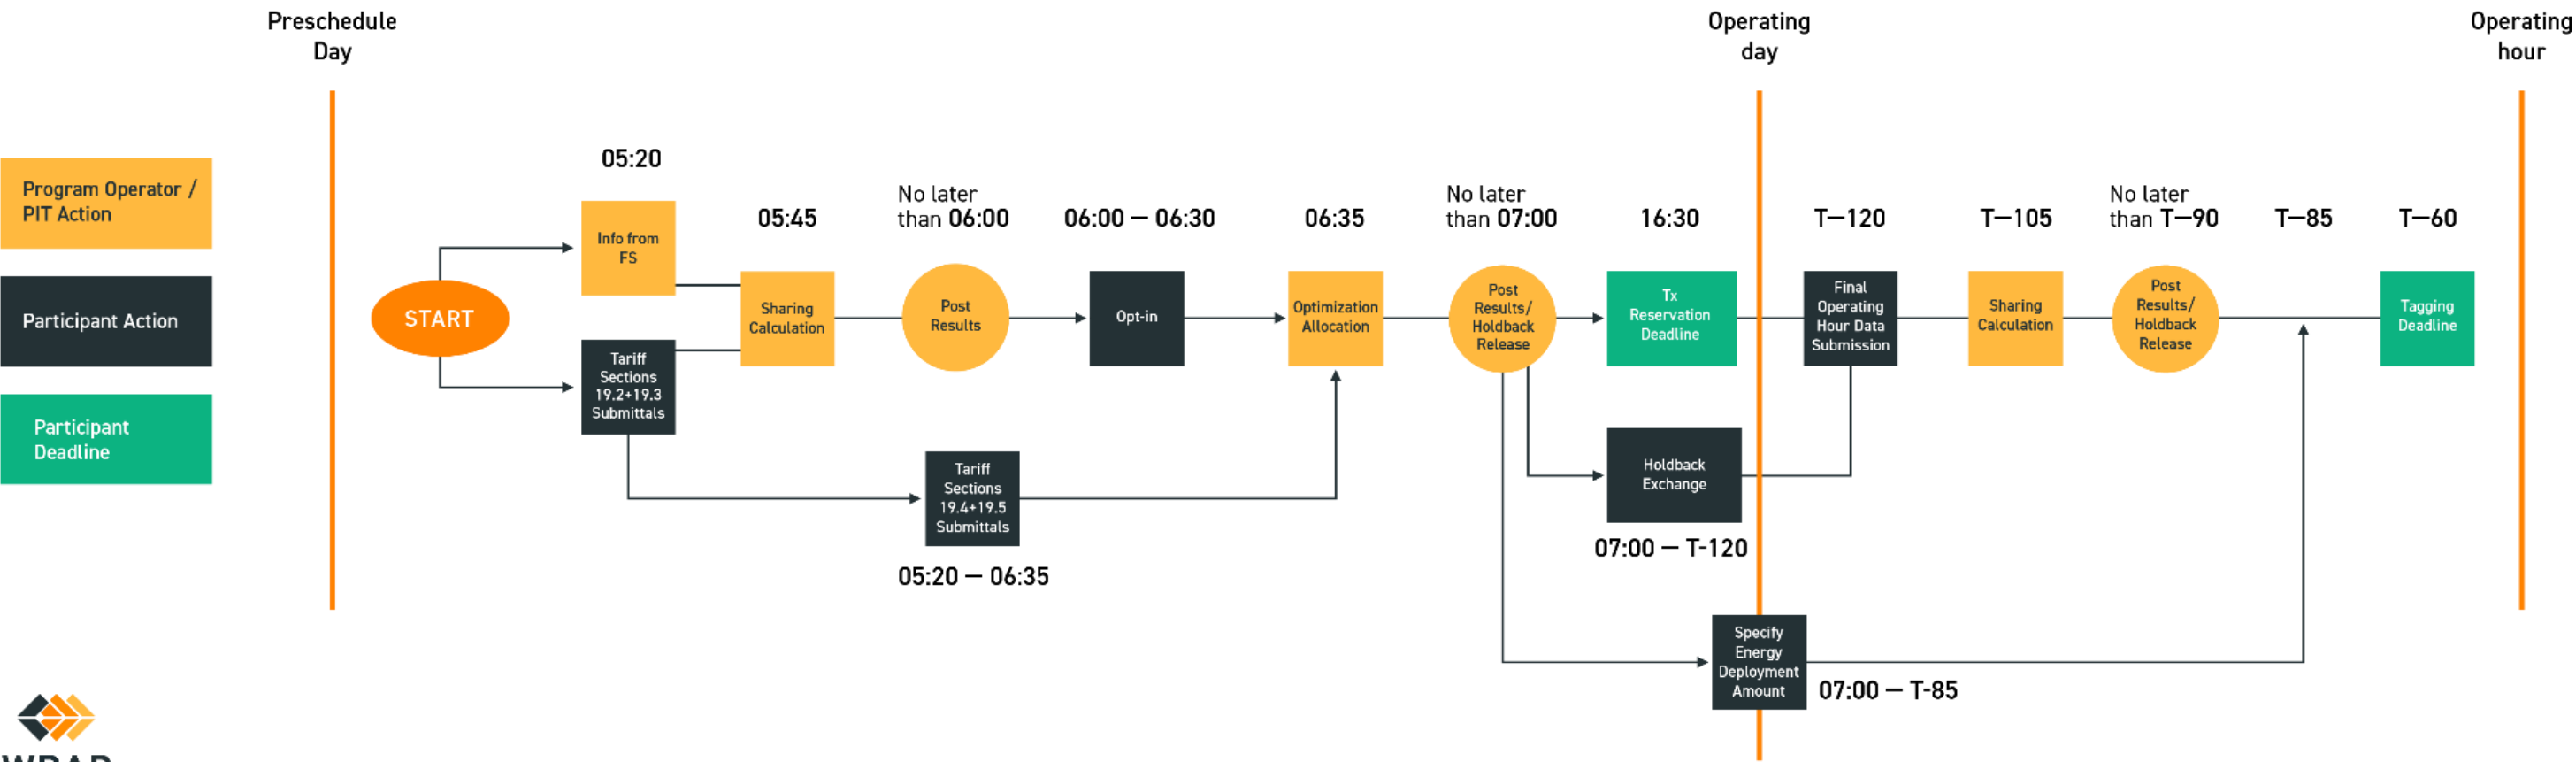 Preschedule
Day
Operating
day
Operating
hour
Program Operator /
PIT Action
Participant Action
Participant
Deadline
START
05:20
Info from
FS
Tariff
Sections
19.2+19.3
Submittals
05:45
Sharing
Calculation
No later
than 06:00
Post
Results
06:00 — 06:30
Opt-in
Tariff
Sections
19.4+19.5
Submittals
05:20 — 06:35
06:35
Optimization
Allocation
No later
than 07:00
Post
Results/
Holdback
Release
16:30
Tx
Reservation
Deadline
Holdback
Exchange
07:00 — T-120
Specify
Energy
Deployment
Amount
07:00 — T-85
T—120
Final
Operating
Hour Data
Submission
T—105
Sharing
Calculation
No later
than T—90
Post
Results/
Holdback
Release
T—85
T—60
Tagging
Deadline
WRAP